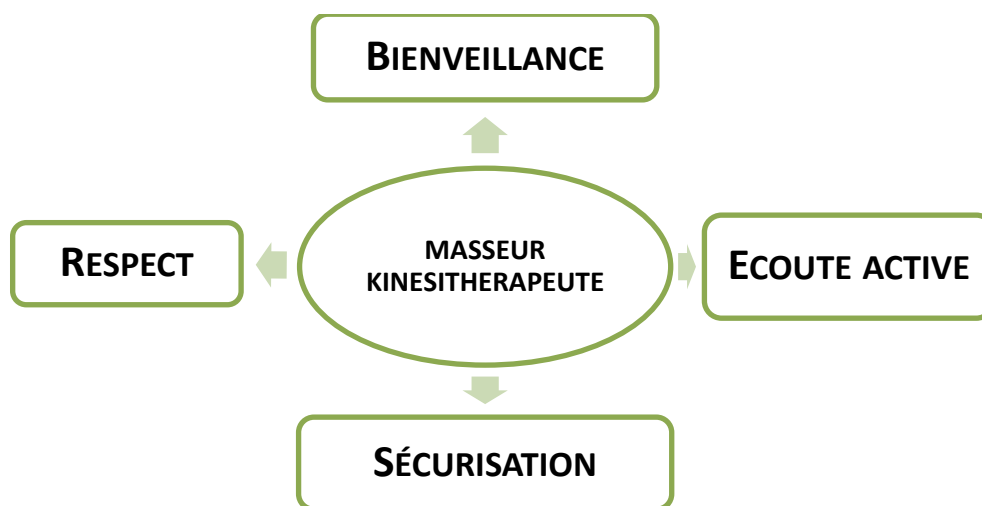 BIENVEILLANCE
RESPECT
MASSEUR
KINESITHERAPEUTE
ECOUTE ACTIVE
SÉCURISATION